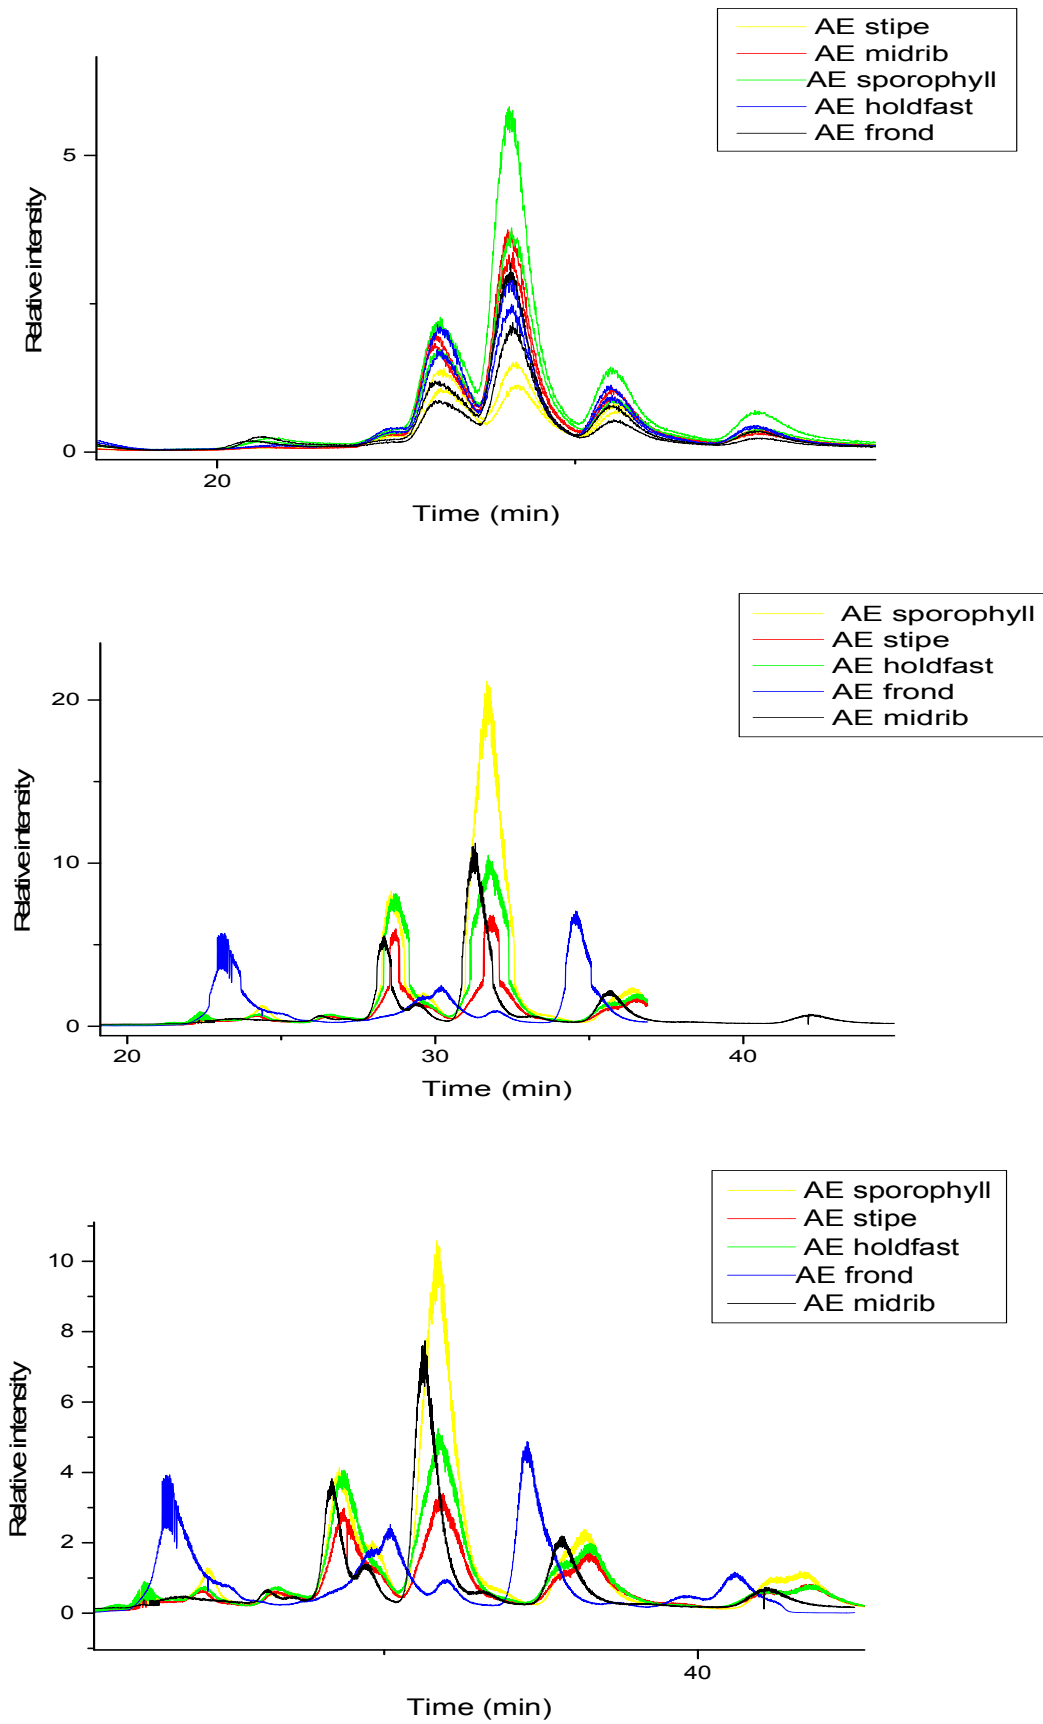 AE stipe
AE midrib
AE sporophyll
AE holdfast
AE frond
5
0
Relative intensity
20
Time (min)
AE sporophyll
AE stipe
AE holdfast
AE frond
AE midrib
20
10
0
Relative intensity
20 30 40
Time (min)
AE sporophyll
AE stipe
AE holdfast
AE frond
AE midrib
10
8
6
4
2
0
Relative intensity
40
Time (min)